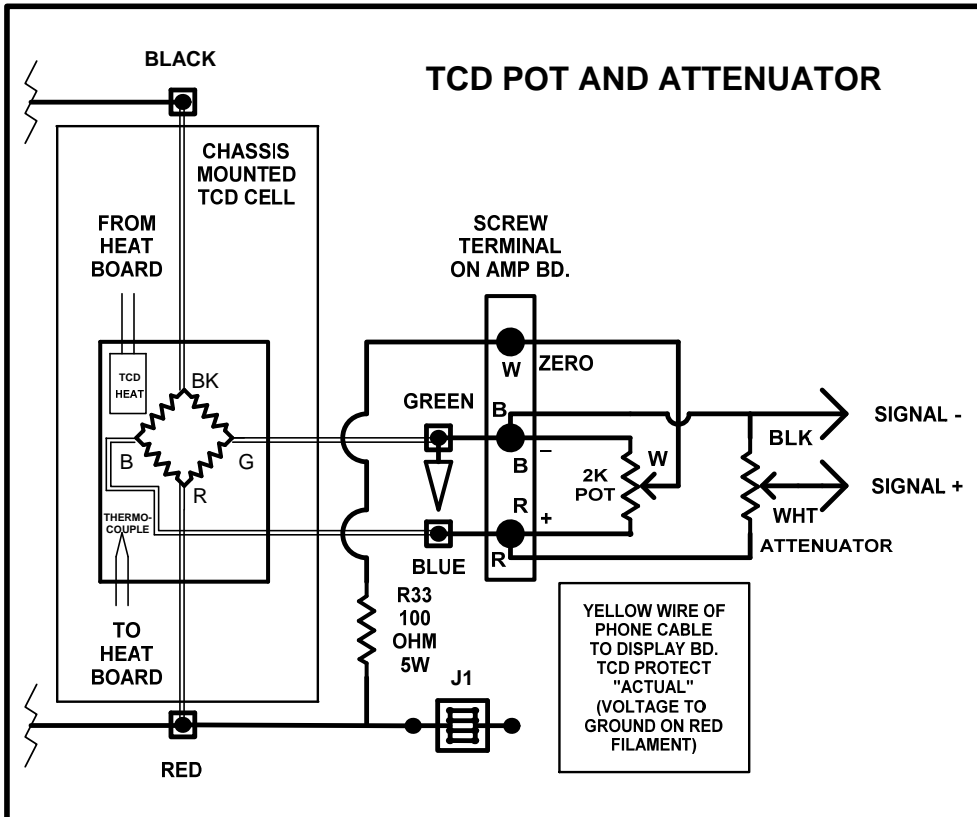 BLACK
TCD POT AND ATTENUATOR
CHASSIS
MOUNTED
TCD CELL
FROM
HEAT
BOARD
SCREW
TERMINAL
ON AMP BD.
W
ZERO
TCD
HEAT
BK
GREEN
B
SIGNAL -
BLK
B
G
B
–
W
2K
POT
SIGNAL +
R
R
+
WHT
THERMO-
COUPLE
R
ATTENUATOR
BLUE
R33
100
OHM
5W
TO
HEAT
BOARD
J1
YELLOW WIRE OF
PHONE CABLE
TO DISPLAY BD.
TCD PROTECT
"ACTUAL"
(VOLTAGE TO
GROUND ON RED
FILAMENT)
RED